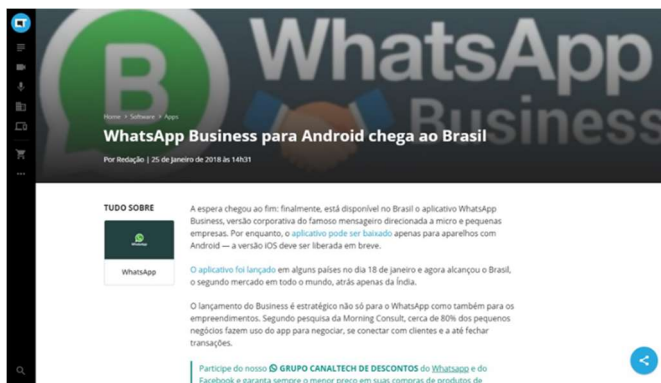 WhatsApp
Business
B
Home > Software > Apps
WhatsApp Business para Android chega ao Brasil
Por Redação | 25 de Janeiro de 2018 às 14h31
TUDO SOBRE
WhatsApp
WhatsApp
A espera chegou ao fim: finalmente, está disponível no Brasil o aplicativo WhatsApp
Business, versão corporativa do famoso mensageiro direcionada a micro e pequenas
empresas. Por enquanto, o aplicativo pode ser baixado apenas para aparelhos com
Android — a versão iOS deve ser liberada em breve.
O aplicativo foi lançado em alguns países no dia 18 de janeiro e agora alcançou o Brasil,
o segundo mercado em todo o mundo, atrás apenas da Índia.
O lançamento do Business é estratégico não só para o WhatsApp como também para os
empreendimentos. Segundo pesquisa da Morning Consult, cerca de 80% dos pequenos
negócios fazem uso do app para negociar, se conectar com clientes e a até fechar
transações.
Participe do nosso GRUPO CANALTECH DE DESCONTOS do Whatsapp e do
Facebook e garanta sempre o menor preço em suas compras de produtos de